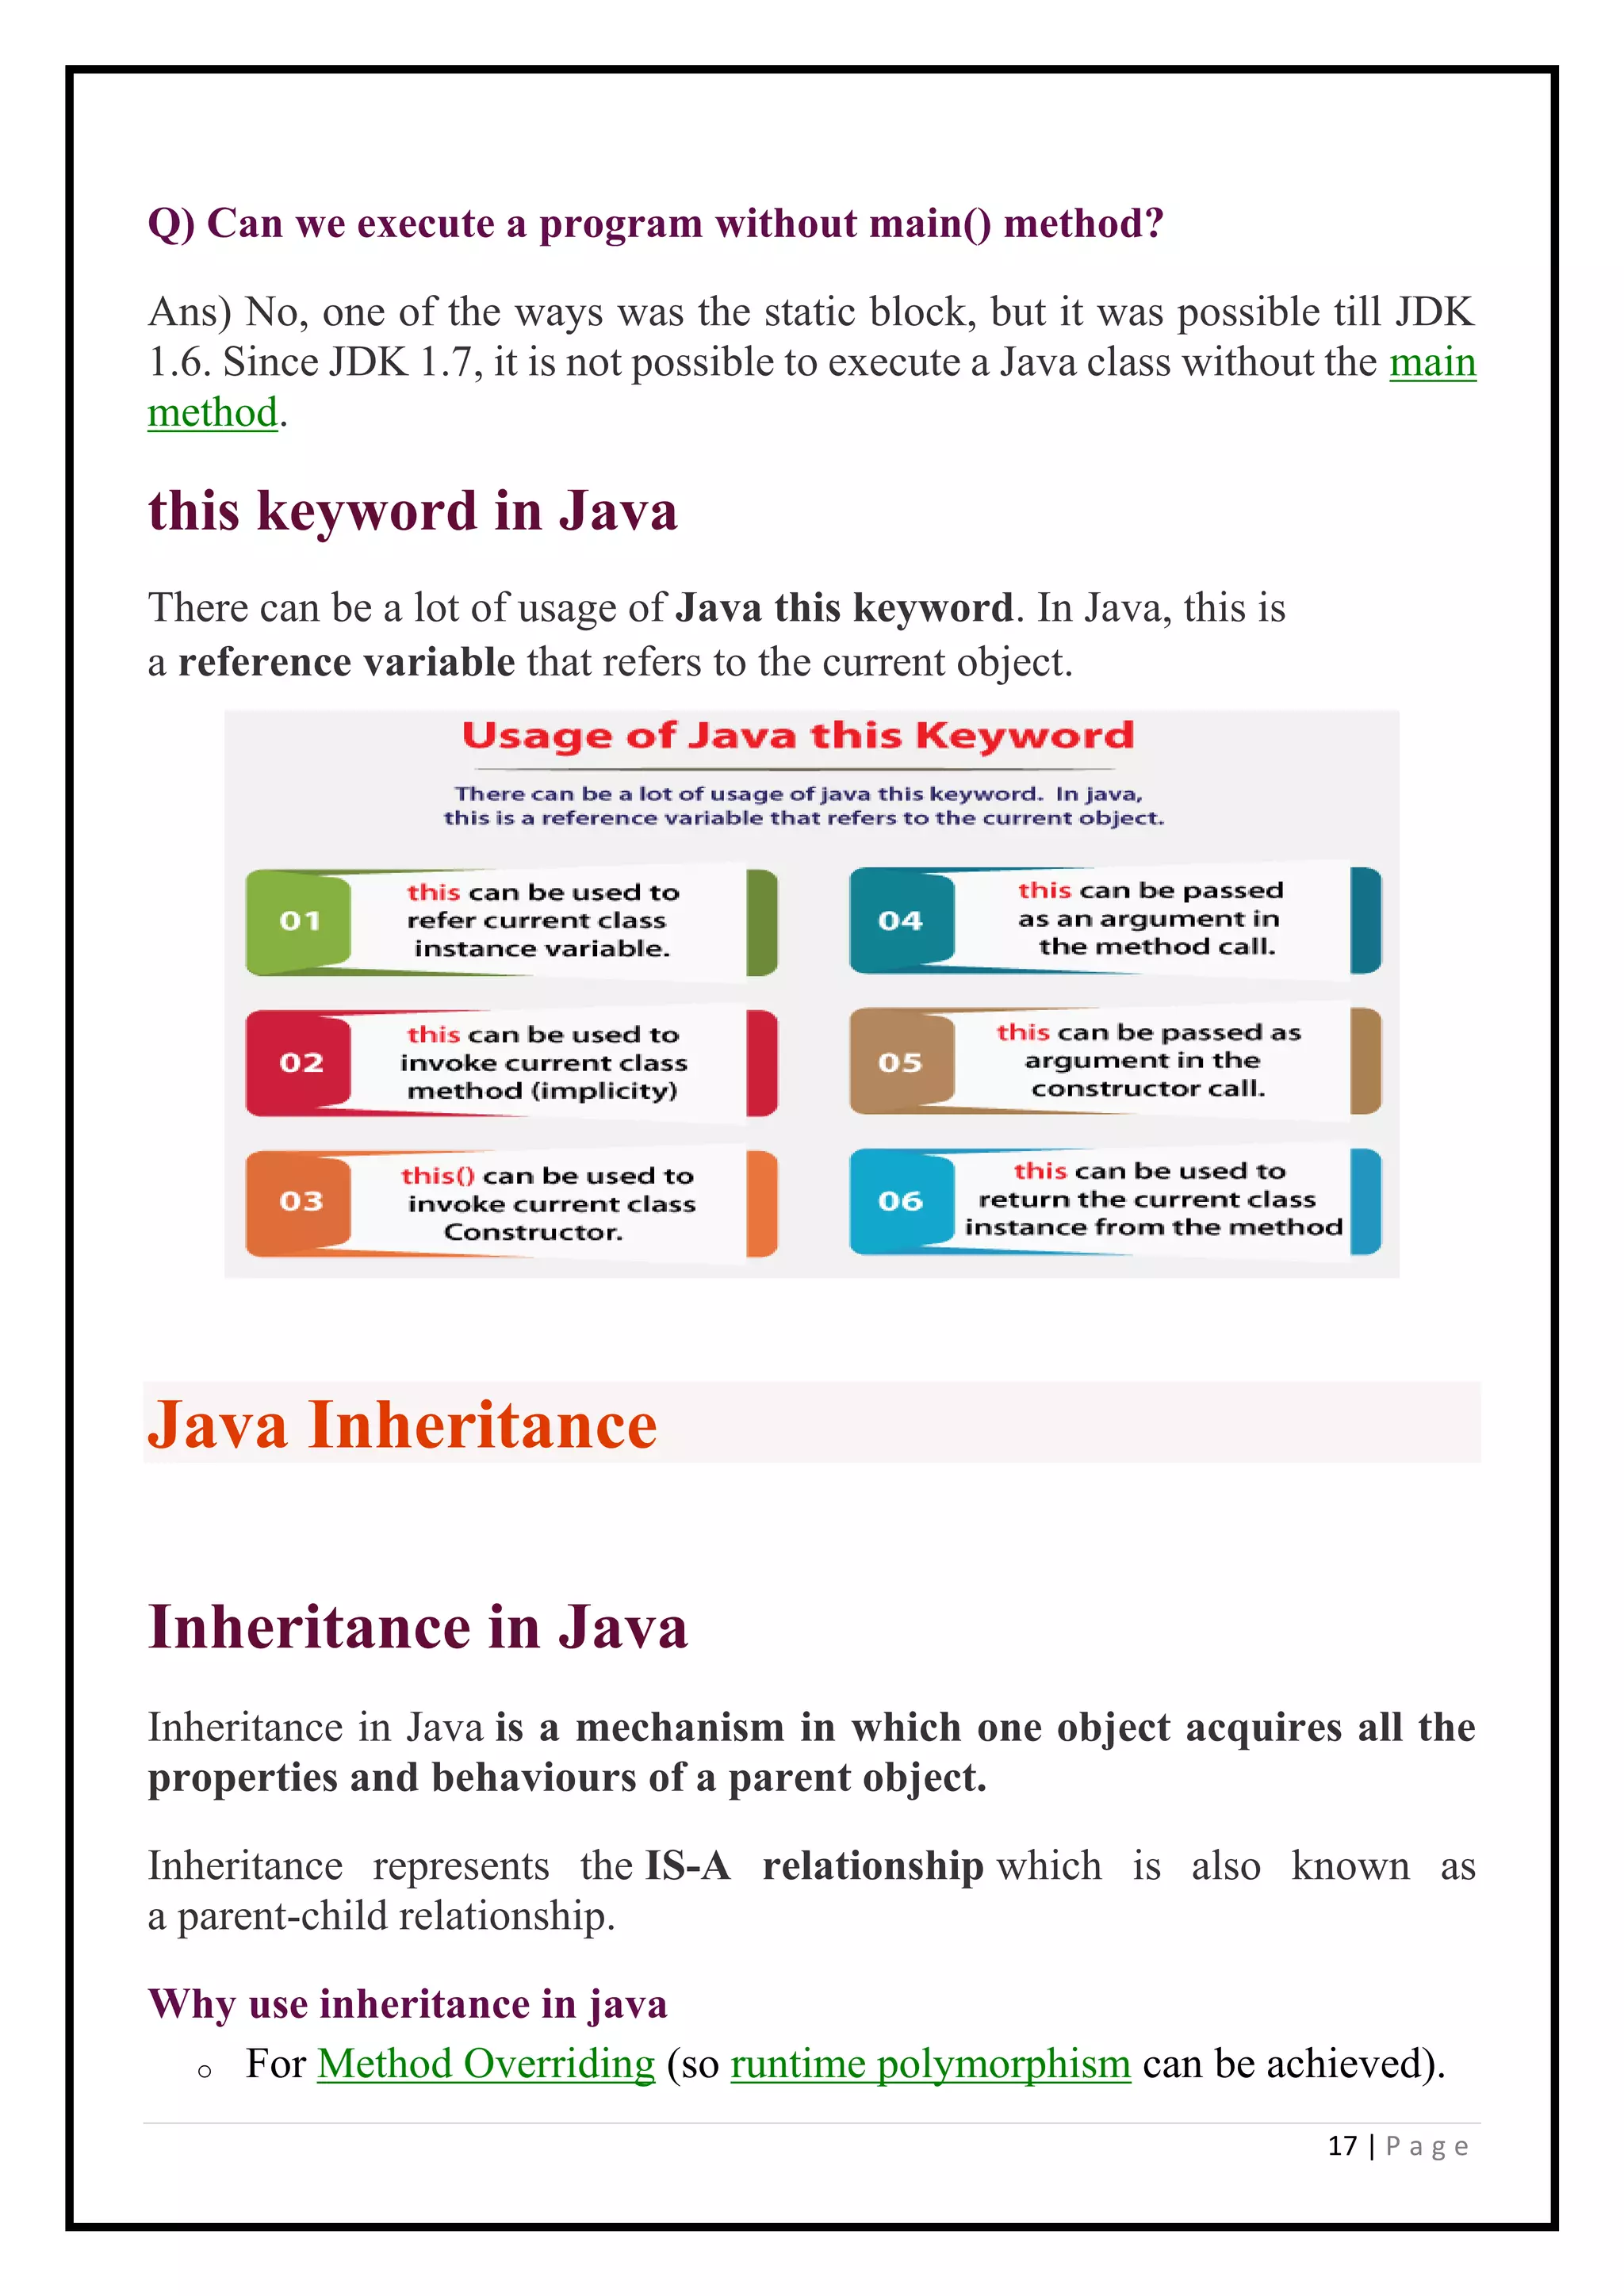 Q) Can we execute a program without main() method?
Ans) No, one of the ways was the static block, but it was possible till JDK
1.6. Since JDK 1.7, it is not possible to execute a Java class without the main
method.
this keyword in Java
There can be a lot of usage of Java this keyword. In Java, this is
a reference variable that refers to the current object.
Usage of Java this Keyword
There can be a lot of usage of java this keyword. In java,
this is a reference variable that refers to the current object.
01
this can be used to
refer current class
instance variable.
02
this can be used to
invoke current class
method (implicity)
03
this() can be used to
invoke current class
Constructor.
04
this can be passed
as an argument in
the method call.
05
this can be passed as
argument in the
constructor call.
06
this can be used to
return the current class
instance from the method
Java Inheritance
Inheritance in Java
Inheritance in Java is a mechanism in which one object acquires all the
properties and behaviours of a parent object.
Inheritance represents the IS-A relationship which is also known as
a parent-child relationship.
Why use inheritance in java
o For Method Overriding (so runtime polymorphism can be achieved).
17 | P a g e